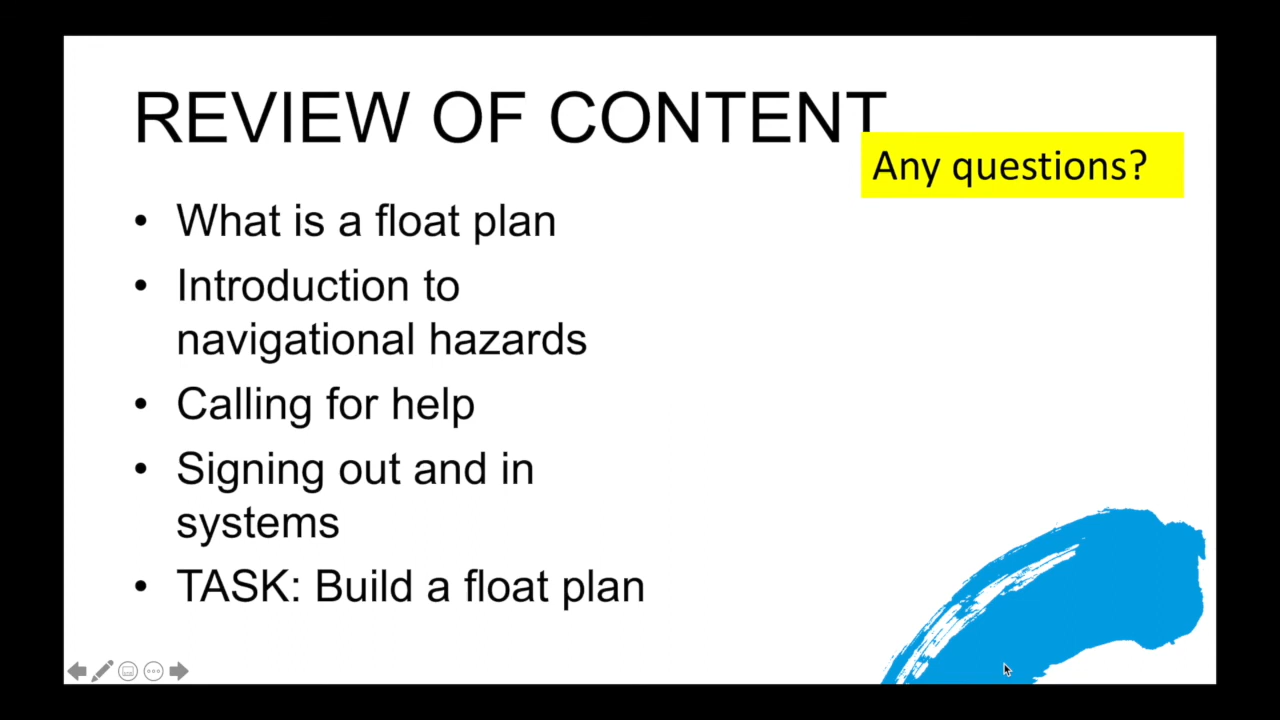 REVIEW OF CONTENT
Any questions?
• What is a float plan
• Introduction to
navigational hazards
• Calling for help
• Signing out and in
systems
• TASK: Build a float plan